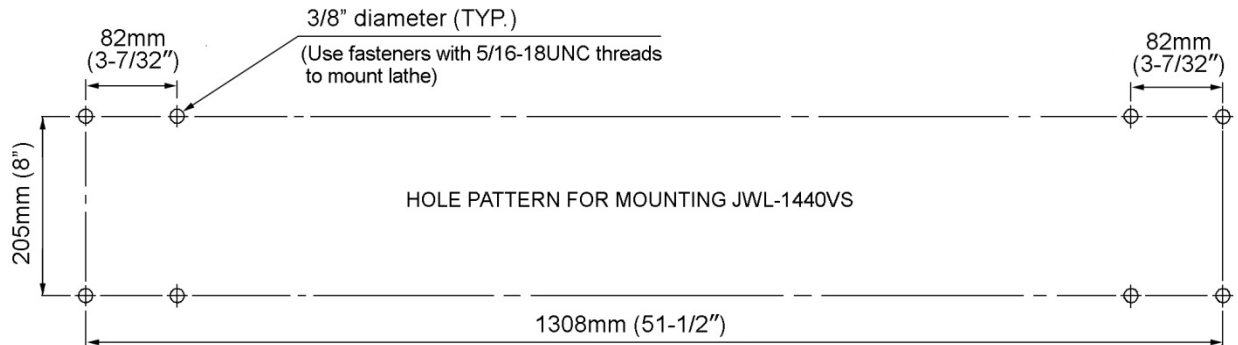 3/8” diameter (TYP.)
(Use fasteners with 5/16-18UNC threads
to mount lathe)
82mm
(3-7/32″)
82mm
(3-7/32″)
205mm (8”)
HOLE PATTERN FOR MOUNTING JWL-1440VS
1308mm (51-1/2″)